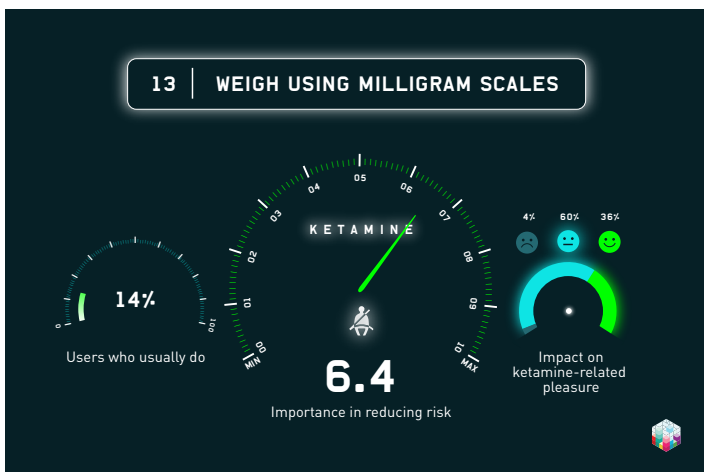 13 | WEIGH USING MILLIGRAM SCALES
05
04
06
03
07
02
08
01
09
00
10
MIN
MAX
KETAMINE
4% 60% 36%
14%
0
100
Users who usually do
6.4
Importance in reducing risk
Impact on
ketamine-related
pleasure